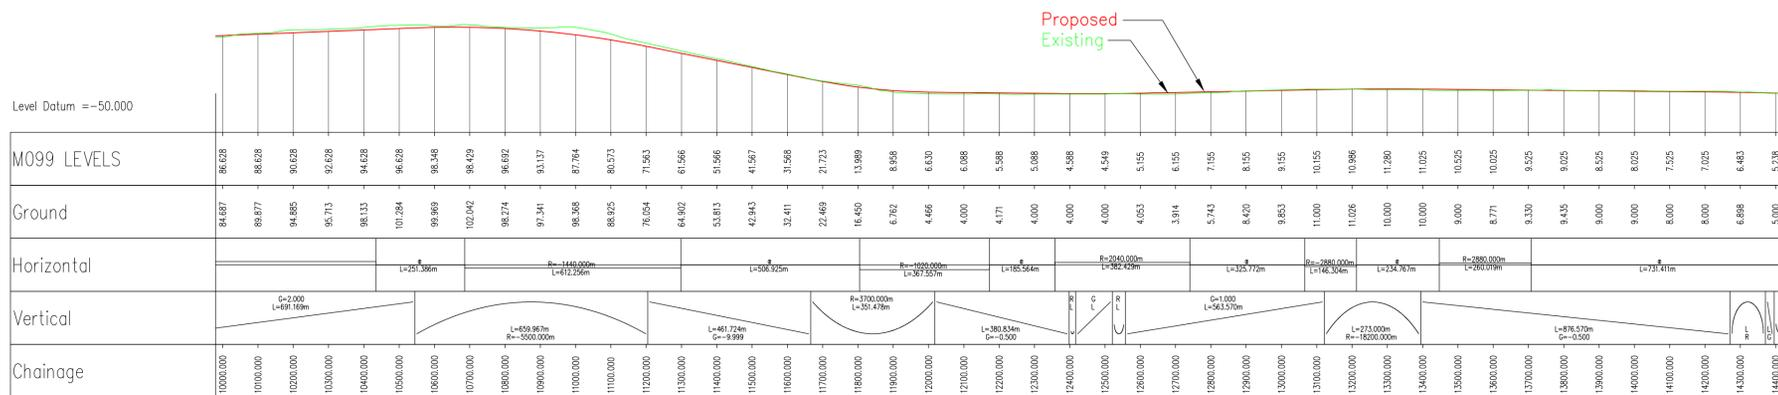 Proposed
Existing
Level Datum =-50.000
M099 LEVELS 86.628 88.628 90.628 92.628 94.628 96.628 98.348 98.429 96.692 93.137 87.764 80.573 71.563 61.566 51.566 41.567 31.568 21.723 13.989 8.958 6.630 6.088 5.588 5.088 4.588 4.549 5.155 6.155 7.155 8.155 9.155 10.155 10.986 11.280 11.025 10.525 10.025 9.525 9.025 8.525 8.025 7.525 7.025 6.483 5.238
Ground 84.687 89.877 94.885 95.713 98.133 101.284 99.969 102.042 98.274 97.341 98.368 88.925 76.054 64.902 53.813 42.943 32.411 22.469 16.450 6.762 4.466 4.000 4.171 4.000 4.000 4.000 4.053 3.914 5.743 8.420 9.853 11.000 11.026 10.000 10.000 9.000 8.771 9.330 9.435 9.000 9.000 8.000 8.000 6.898 5.000
R=-1440.000m R=-1020.000m R=2040.000m R=-2880.000m R=2880.000m
Horizontal
L=251.386m L=612.256m L=506.925m L=367.557m L=185.564m L=382.429m L=325.772m L=146.304m L=234.767m L=260.019m L=731.411m
G=2.000 R=3700.000m R G R G=1.000
L=691.169m L=351.478m L L L L=563.570m
Vertical
L=659.967m L=461.724m L=380.834m L=273.000m L=876.570m L L
R=-5500.000m G=-9.999 G=-0.500 R=-18200.000m G=-0.500 R G
Chainage 10000.000 10100.000 10200.000 10300.000 10400.000 10500.000 10600.000 10700.000 10800.000 10900.000 11000.000 11100.000 11200.000 11300.000 11400.000 11500.000 11600.000 11700.000 11800.000 11900.000 12000.000 12100.000 12200.000 12300.000 12400.000 12500.000 12600.000 12700.000 12800.000 12900.000 13000.000 13100.000 13200.000 13300.000 13400.000 13500.000 13600.000 13700.000 13800.000 13900.000 14000.000 14100.000 14200.000 14300.000 14400.000